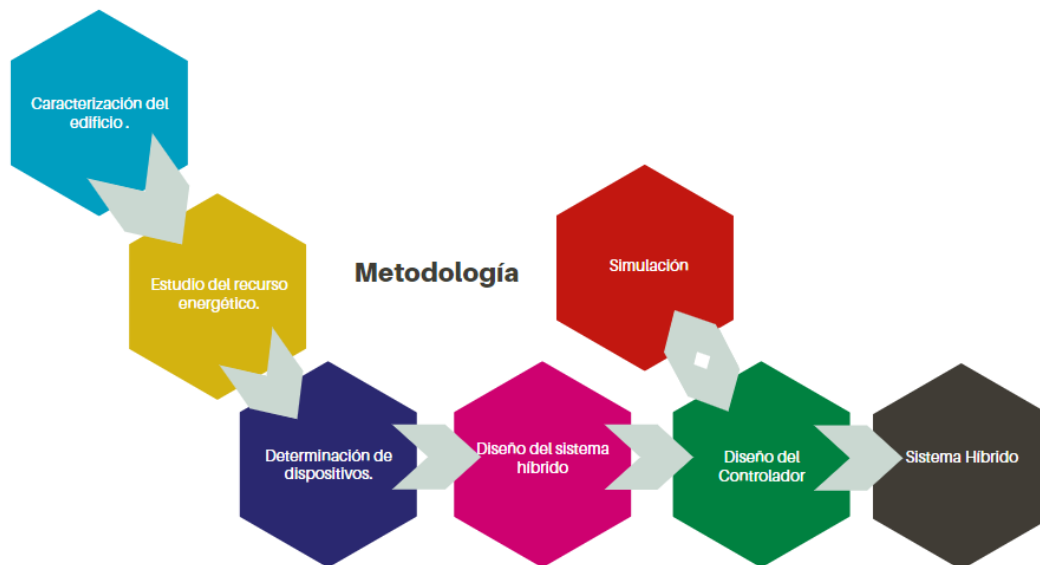 Caracterización del
edificio .
Estudio del recurso
energético.
Metodología
Simulación
Determinación de
dispositivos.
Diseño del sistema
híbrido
Diseño del
Controlador
Sistema Híbrido